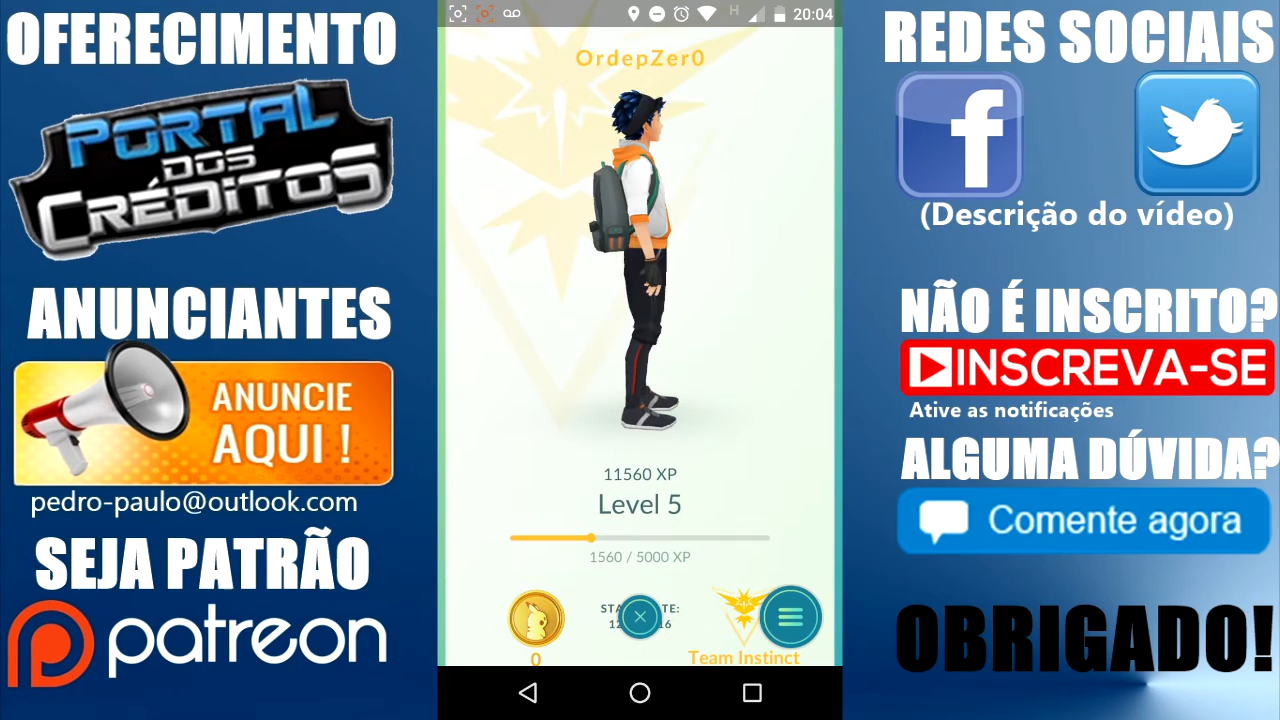 OFERECIMENTO
PORTAL
DOS
CRÉDITOS
ANUNCIANTES
ANUNCIE
AQUI !
pedro-paulo@outlook.com
SEJA PATRÃO
patreon
H
20:04
OrdepZer0
11560 XP
Level 5
1560 / 5000 XP
0
Team Instinct
REDES SOCIAIS
(Descrição do vídeo)
NÃO É INSCRITO?
INSCREVA-SE
Ative as notificações
ALGUMA DÚVIDA?
Comente agora
OBRIGADO!